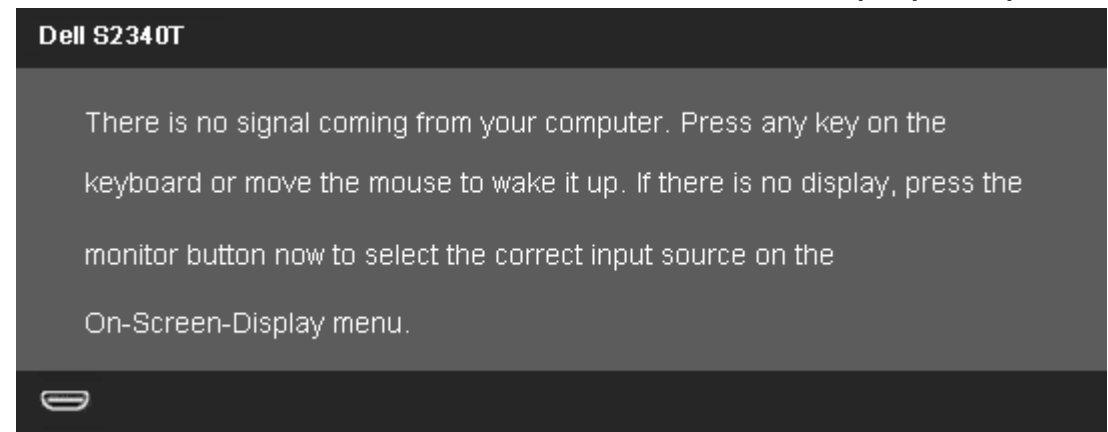 Dell S2340T
There is no signal coming from your computer. Press any key on the
keyboard or move the mouse to wake it up. If there is no display, press the
monitor button now to select the correct input source on the
On-Screen-Display menu.